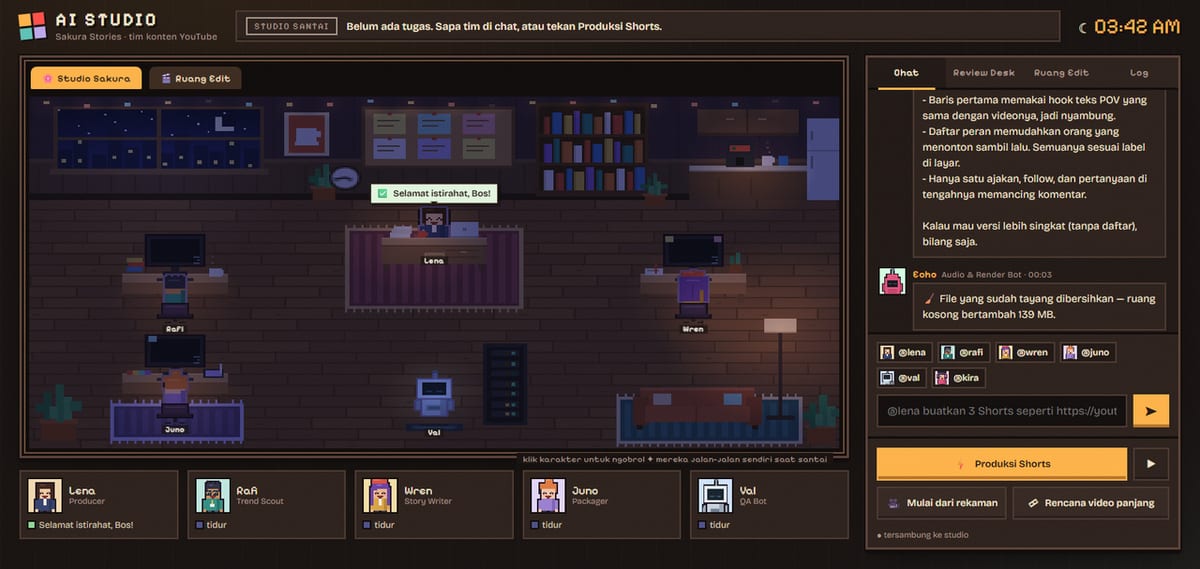 AI STUDIO
Sakura Stories · tim konten YouTube
STUDIO SANTAI
Belum ada tugas. Sapa tim di chat, atau tekan Produksi Shorts.
03:42 AM
Studio Sakura
Ruang Edit
Selamat istirahat, Bos!
Lena
Rafi
Wren
Juno
Val
klik karakter untuk ngobrol ✦ mereka jalan-jalan sendiri saat santai
Lena
Producer
Selamat istirahat, Bos!
Rafi
Trend Scout
tidur
Wren
Story Writer
tidur
Juno
Packager
tidur
Val
QA Bot
tidur
Chat
Review Desk
Ruang Edit
Log
- Baris pertama memakai hook teks POV yang
sama dengan videonya, jadi nyambung.
- Daftar peran memudahkan orang yang
menonton sambil lalu. Semuanya sesuai label
di layar.
- Hanya satu ajakan, follow, dan pertanyaan di
tengahnya memancing komentar.
Kalau mau versi lebih singkat (tanpa daftar),
bilang saja.
Echo Audio & Render Bot · 00:03
File yang sudah tayang dibersihkan — ruang
kosong bertambah 139 MB.
@lena
@rafi
@wren
@juno
@val
@kira
@lena buatkan 3 Shorts seperti https://yout
Produksi Shorts
Mulai dari rekaman
Rencana video panjang
● tersambung ke studio